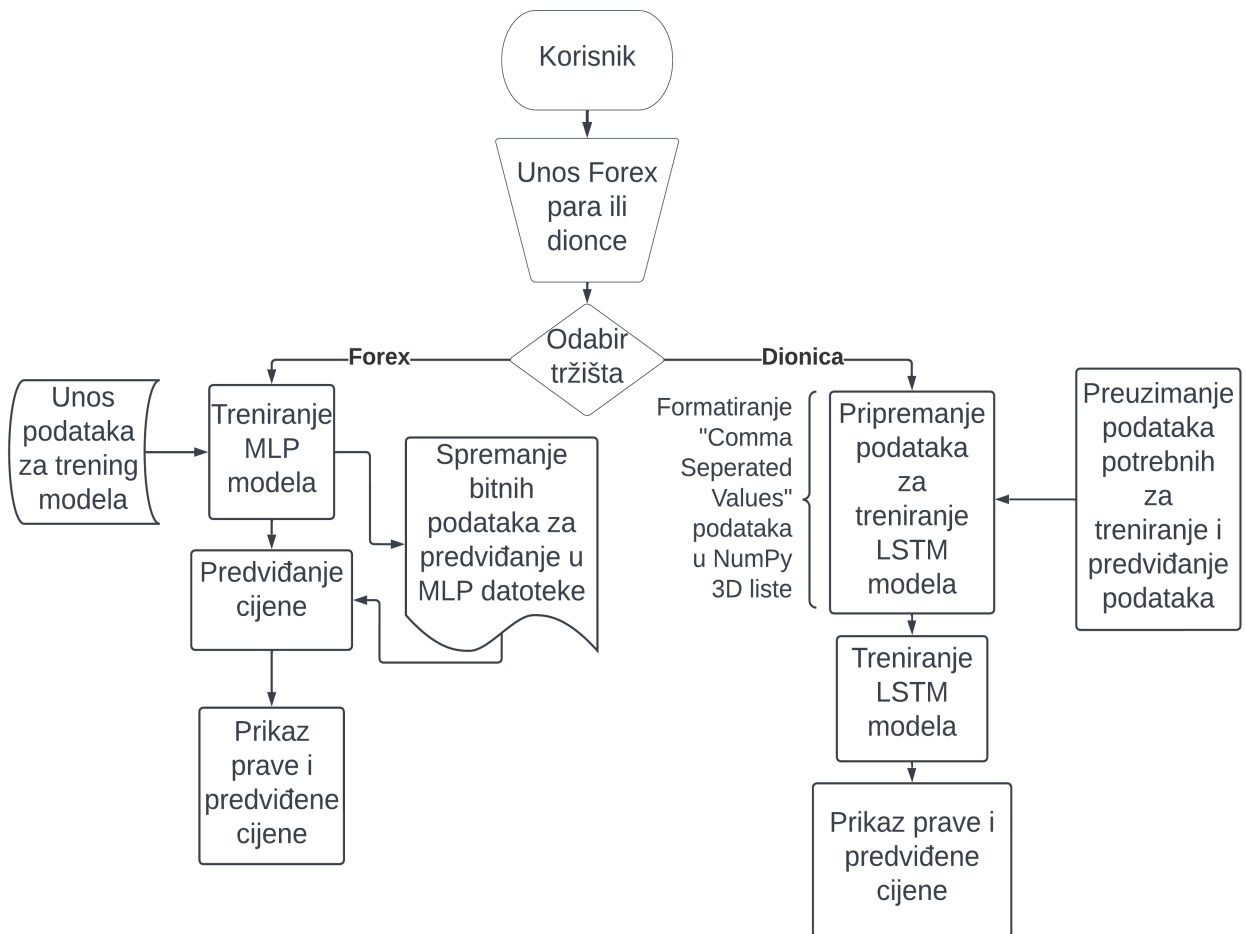 Korisnik
Unos Forex
para ili
dionce
Odabir
tržišta
Forex
Dionica
Unos
podataka
za trening
modela
Treniranje
MLP
modela
Spremanje
bitnih
podataka za
predviđanje u
MLP datoteke
Predviđanje
cijene
Prikaz
prave i
predviđene
cijene
Formatiranje
"Comma
Seperated
Values"
podataka
u NumPy
3D liste
Pripremanje
podataka
za
treniranje
LSTM
modela
Preuzimanje
podataka
potrebnih
za
treniranje i
predviđanje
podataka
Treniranje
LSTM
modela
Prikaz prave i
predviđene
cijene